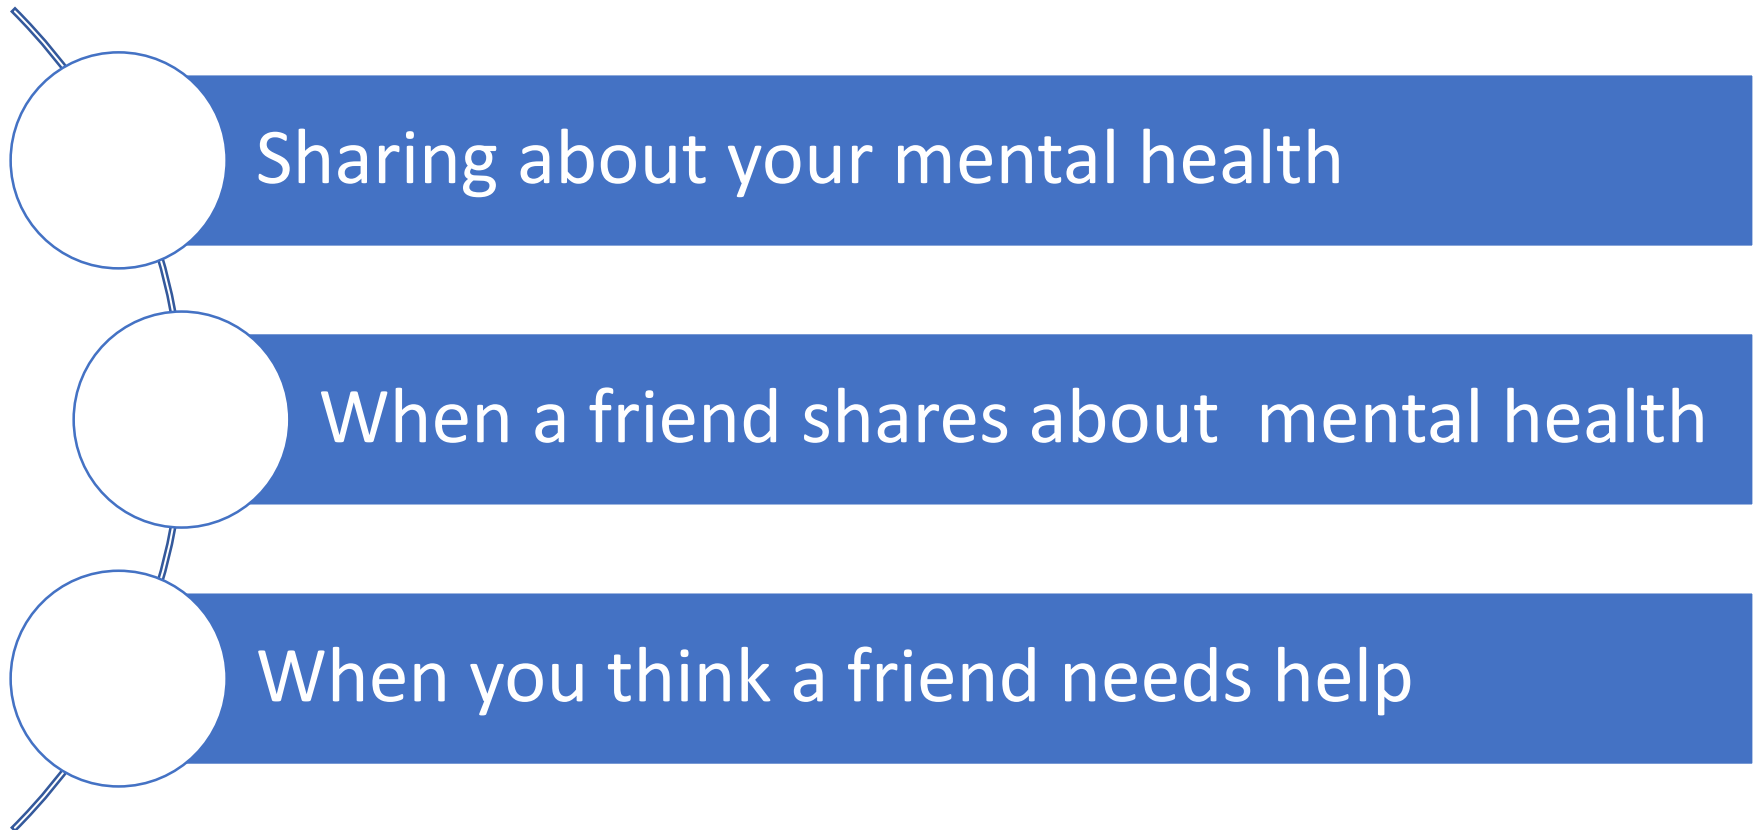 Sharing about your mental health
When a friend shares about  mental health
When you think a friend needs help